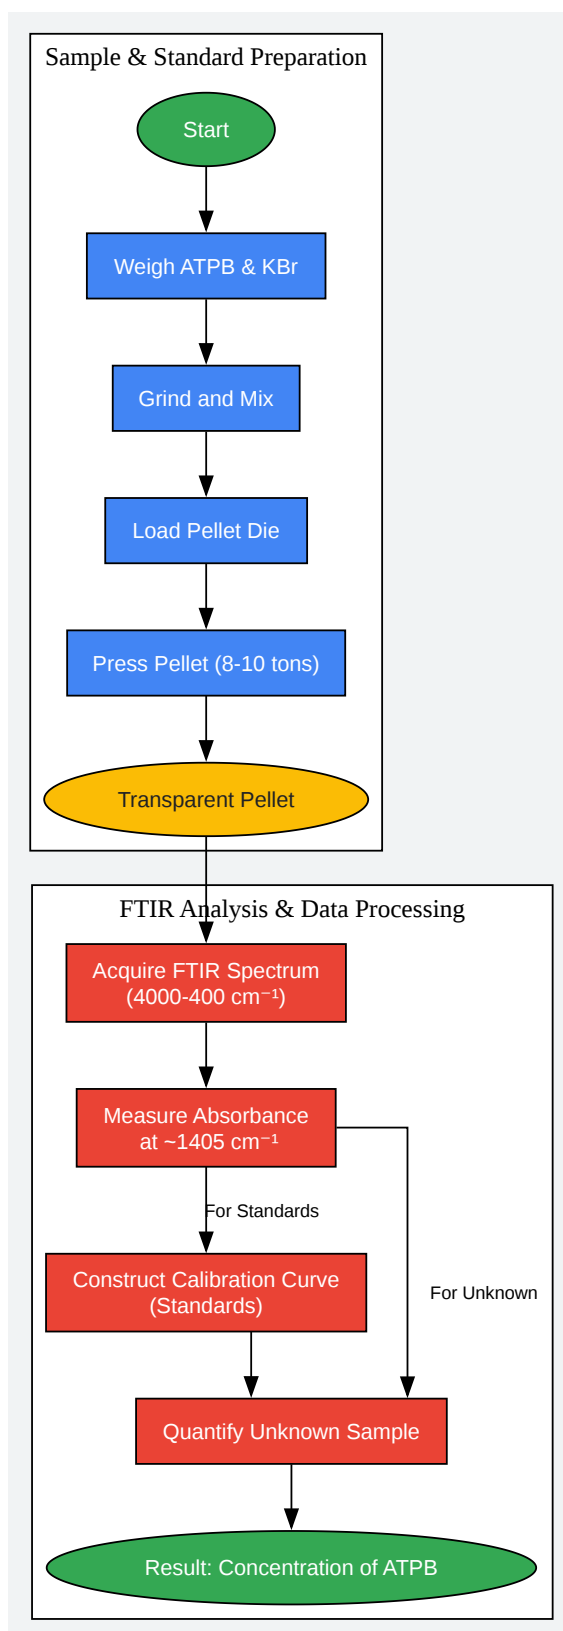 Sample & Standard Preparation
Start
Weigh ATPB & KBr
Grind and Mix
Load Pellet Die
Press Pellet (8-10 tons)
Transparent Pellet
FTIR Analysis & Data Processing
Acquire FTIR Spectrum
(4000-400 cm⁻¹)
Measure Absorbance
at ~1405 cm⁻¹
For Standards
Construct Calibration Curve
(Standards)
For Unknown
Quantify Unknown Sample
Result: Concentration of ATPB